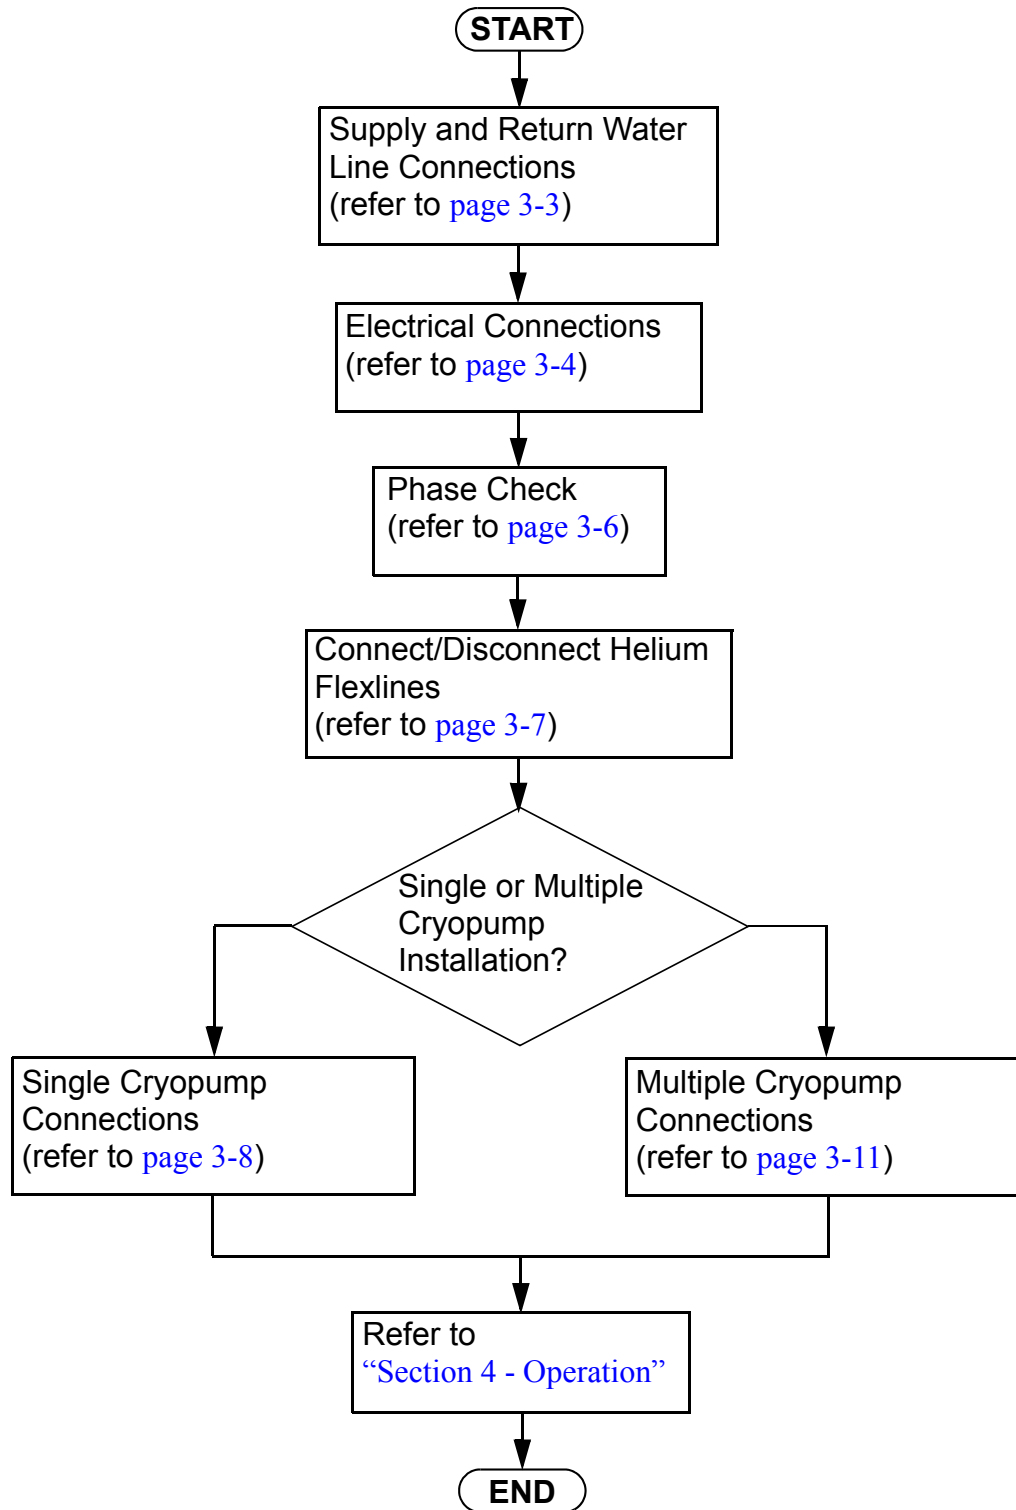 START
Supply and Return Water
Line Connections
(refer to page 3-3)
Electrical Connections
(refer to page 3-4)
Phase Check
(refer to page 3-6)
Connect/Disconnect Helium
Flexlines
(refer to page 3-7)
Single or Multiple
Cryopump
Installation?
Single Cryopump
Connections
(refer to page 3-8)
Multiple Cryopump
Connections
(refer to page 3-11)
Refer to
“Section 4 - Operation”
END